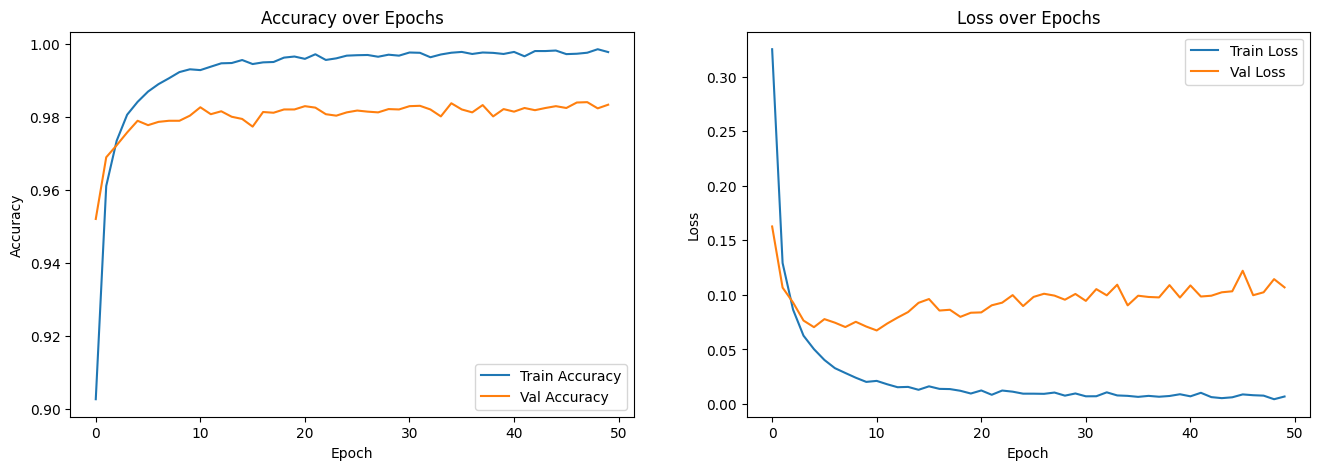 Accuracy over Epochs
1.00
0.98
0.96
0.94
0.92
0.90
Accuracy
0 10 20 30 40 50
Epoch
Train Accuracy
Val Accuracy
Loss over Epochs
0.30
0.25
0.20
0.15
0.10
0.05
0.00
Loss
0 10 20 30 40 50
Epoch
Train Loss
Val Loss